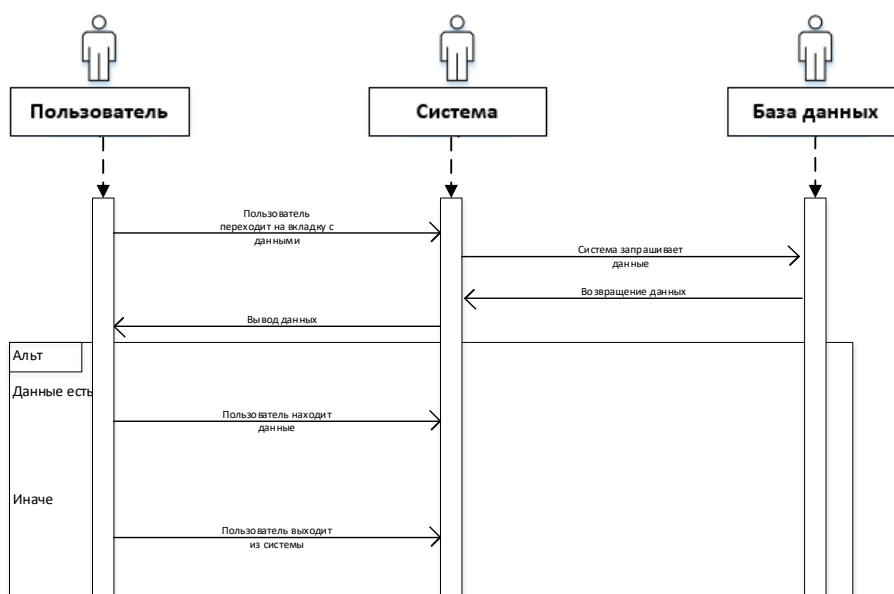 Пользователь
Система
База данных
Пользователь
переходит на вкладку с
данными
Система запрашивает
данные
Возвращение данных
Вывод данных
Альт
Данные есть
Пользователь находит
данные
Иначе
Пользователь выходит
из системы